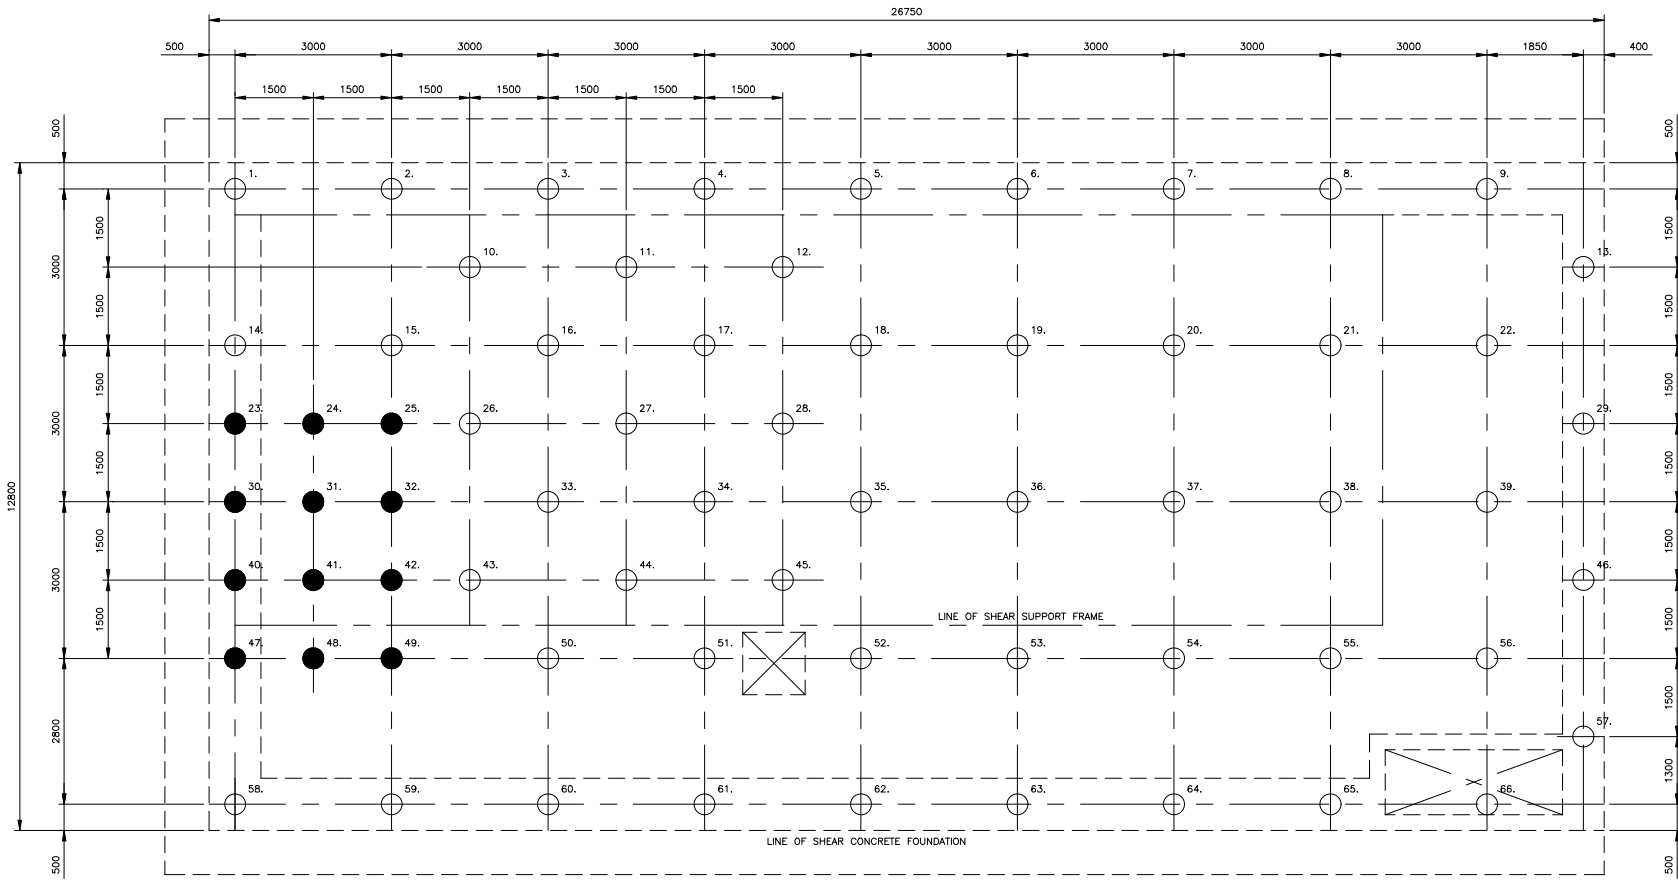 26750
500 3000 3000 3000 3000 3000 3000 3000 3000 1850 400
1500 1500 1500 1500 1500 1500 1500
500 500
1. 2. 3. 4. 5. 6. 7. 8. 9.
1500 1500
3000
10. 11. 12. 13.
1500 1500
14. 15. 16. 17. 18. 19. 20. 21. 22.
1500 1500
3000
23. 24. 25. 26. 27. 28. 29.
1500 1500
12800
30. 31. 32. 33. 34. 35. 36. 37. 38. 39.
1500 1500
3000
40. 41. 42. 43. 44. 45. 46.
1500 1500
LINE OF SHEAR SUPPORT FRAME
47. 48. 49. 50. 51. 52. 53. 54. 55. 56.
1500
2800
57.
1300
58. 59. 60. 61. 62. 63. 64. 65. 66.
LINE OF SHEAR CONCRETE FOUNDATION
500 500